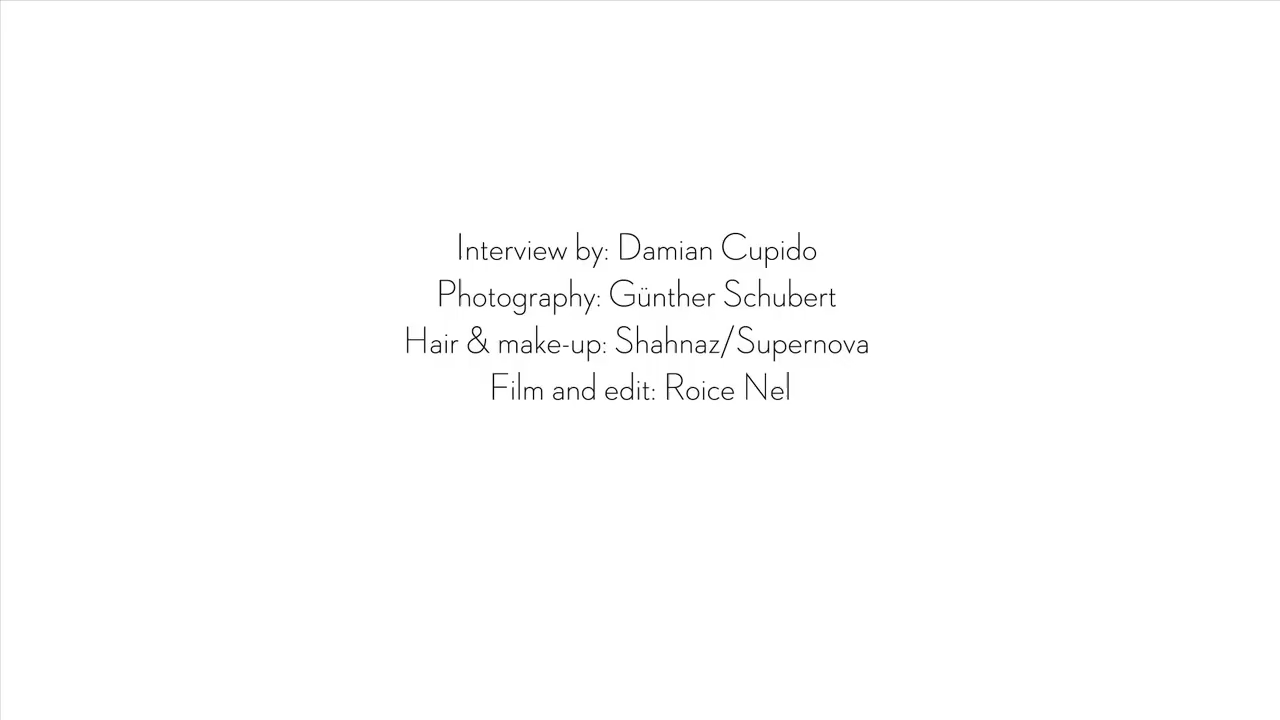 Interview by: Damian Cupido
Photography: Günther Schubert
Hair & make-up: Shahnaz/Supernova
Film and edit: Roice Nel